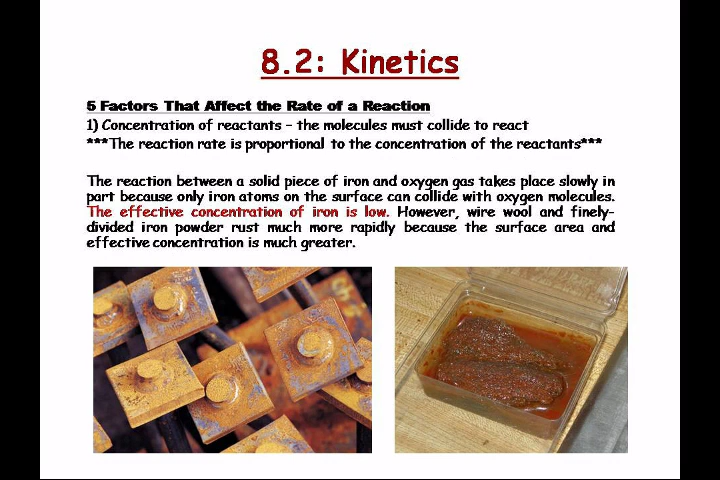 8.2: Kinetics
5 Factors That Affect the Rate of a Reaction
1) Concentration of reactants – the molecules must collide to react
***The reaction rate is proportional to the concentration of the reactants***
The reaction between a solid piece of iron and oxygen gas takes place slowly in
part because only iron atoms on the surface can collide with oxygen molecules.
The effective concentration of iron is low. However, wire wool and finely-
divided iron powder rust much more rapidly because the surface area and
effective concentration is much greater.